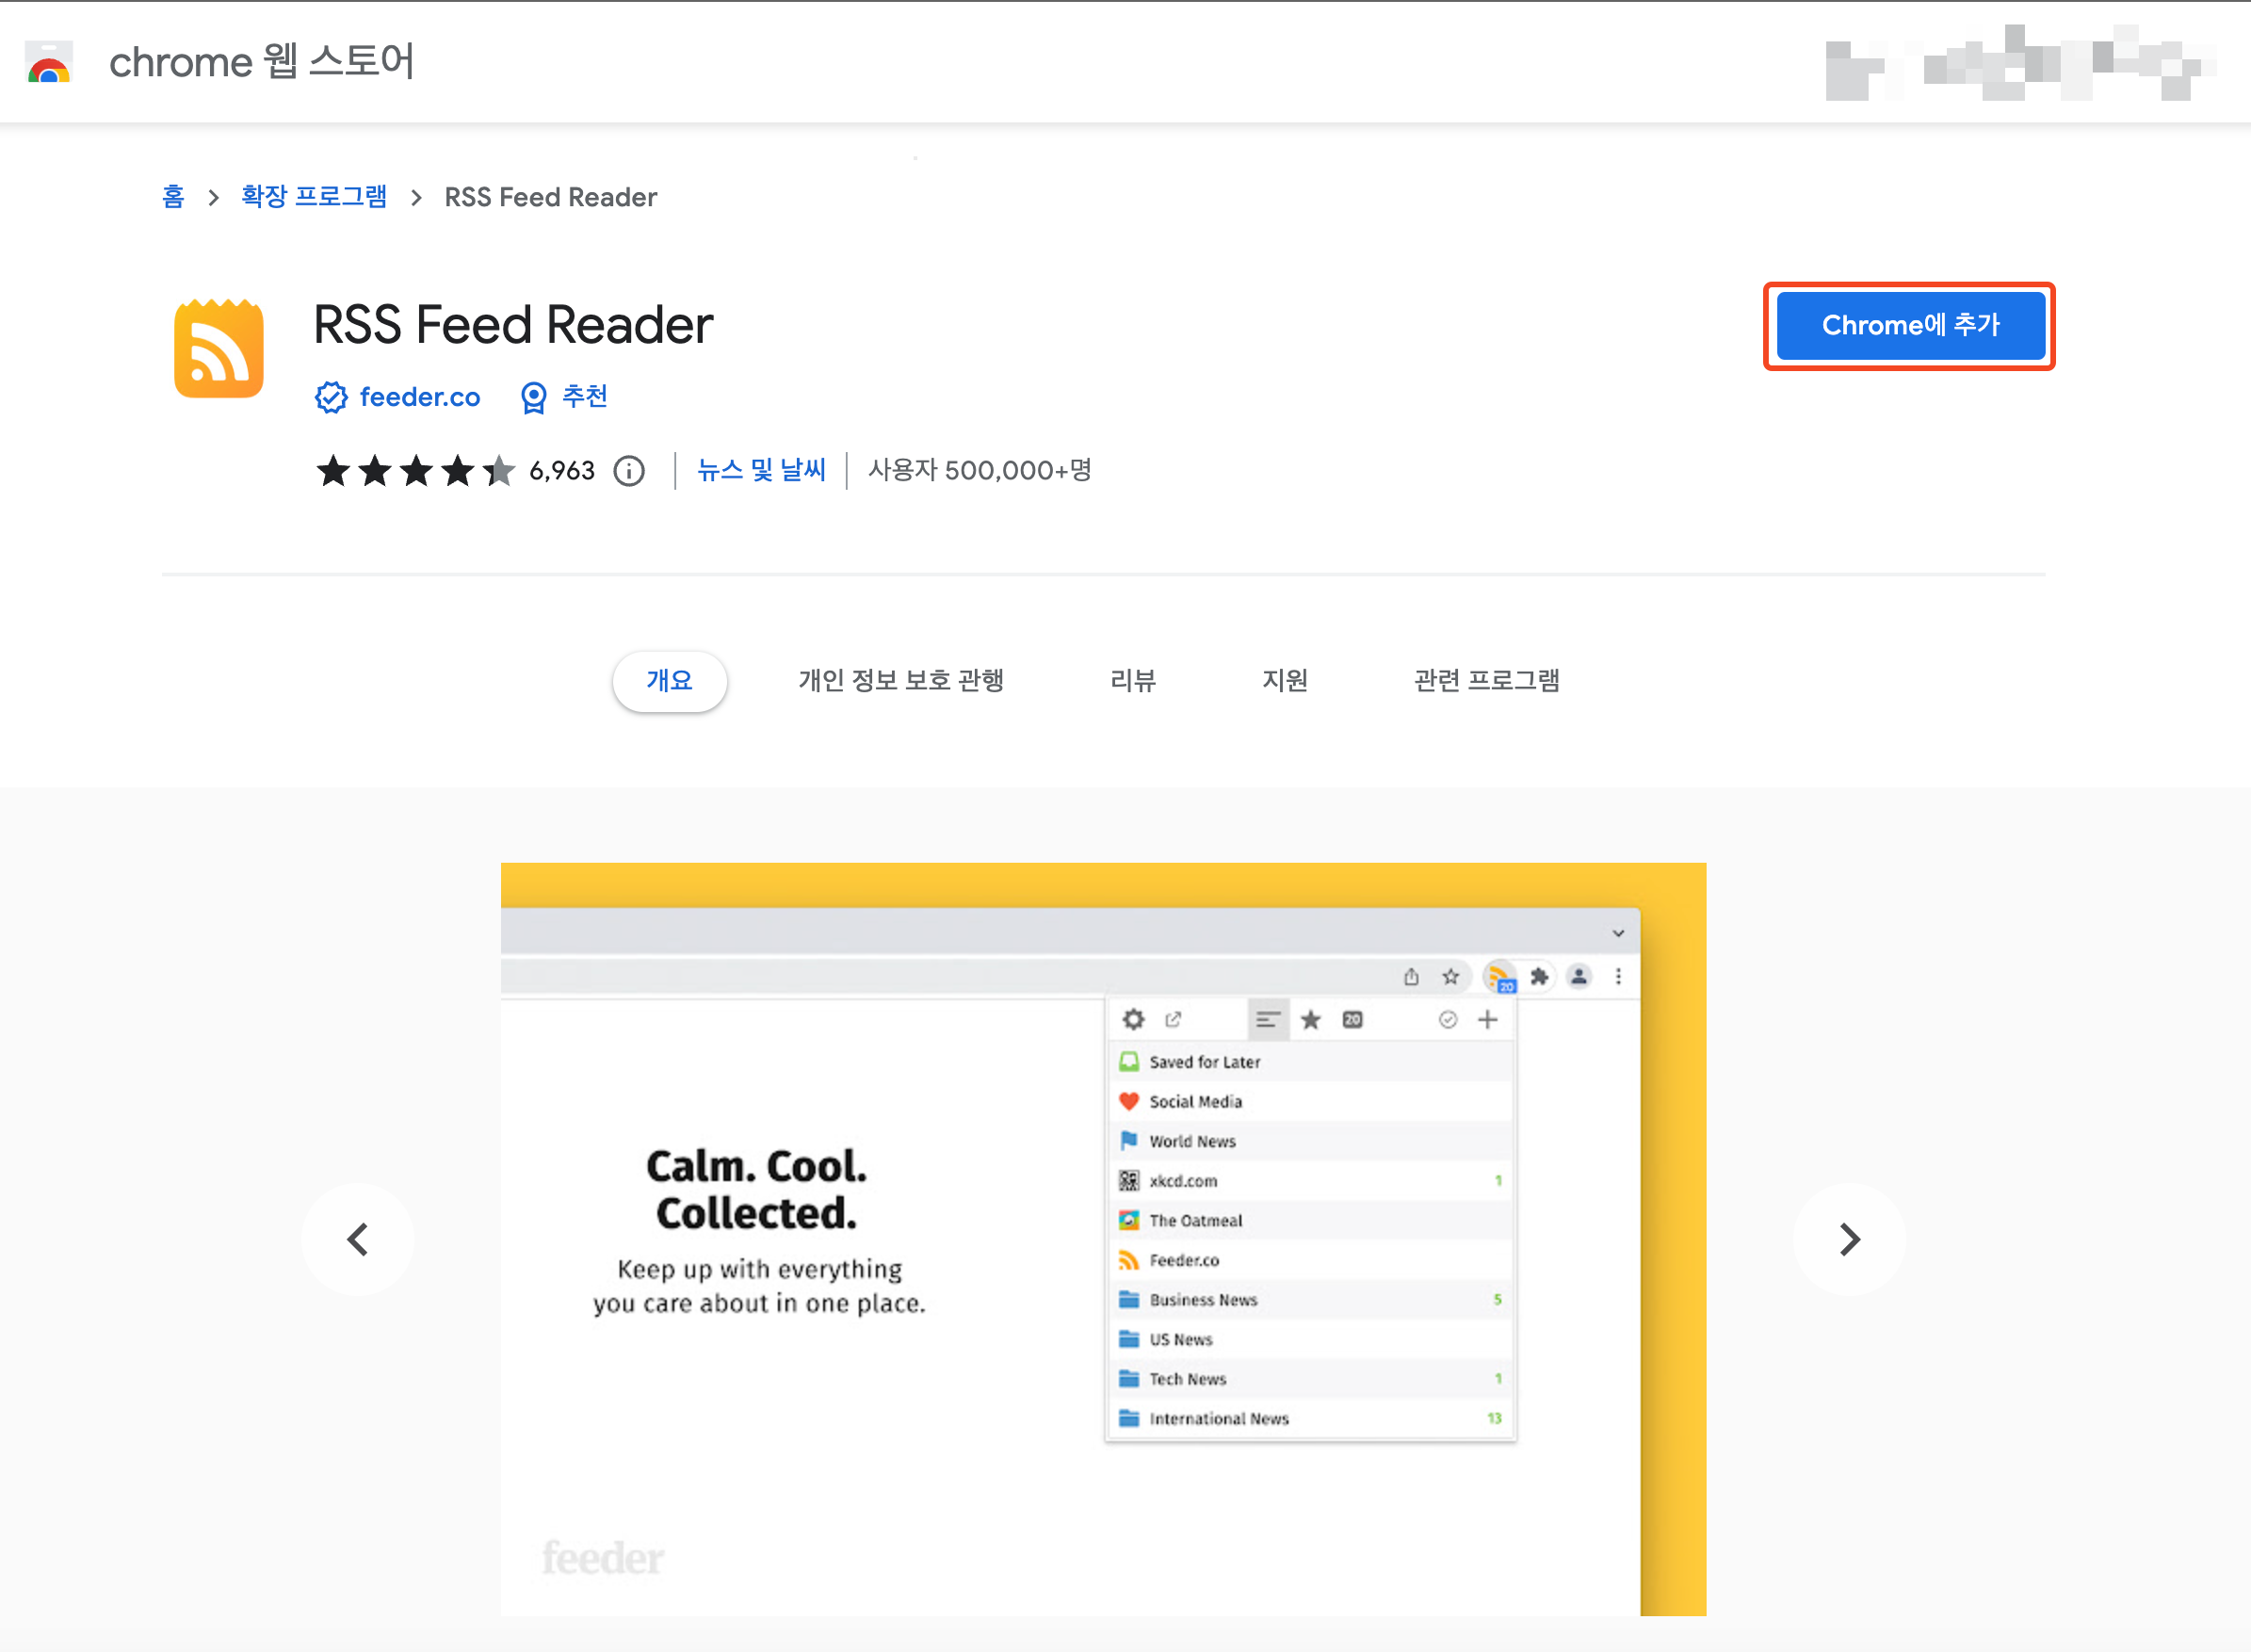 chrome 웹 스토어
홈 > 확장 프로그램 > RSS Feed Reader
RSS Feed Reader
Chrome에 추가
feeder.co 추천
6,963 뉴스 및 날씨 사용자 500,000+명
개요 개인 정보 보호 관행 리뷰 지원 관련 프로그램
20
20
Saved for Later
Social Media
World News
xkcd.com 1
The Oatmeal
Feeder.co
Business News 5
US News
Tech News 1
International News 13
Calm. Cool.
Collected.
Keep up with everything
you care about in one place.
feeder